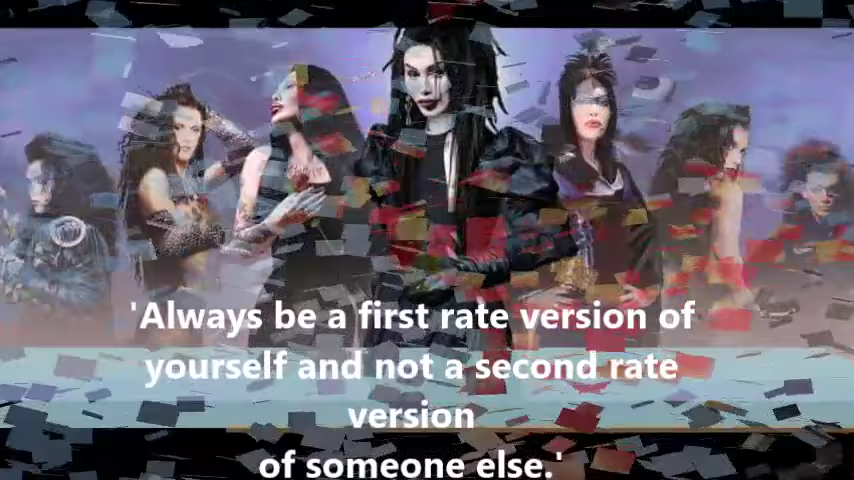 'Always be a first rate version of
yourself and not a second rate
version
of someone else.'